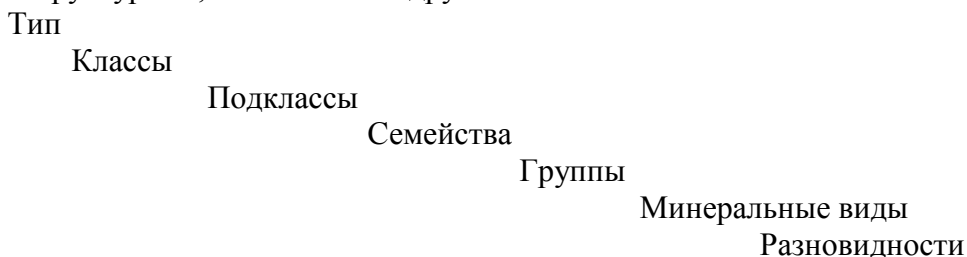 Тип
Классы
Подклассы
Семейства
Группы
Минеральные виды
Разновидности